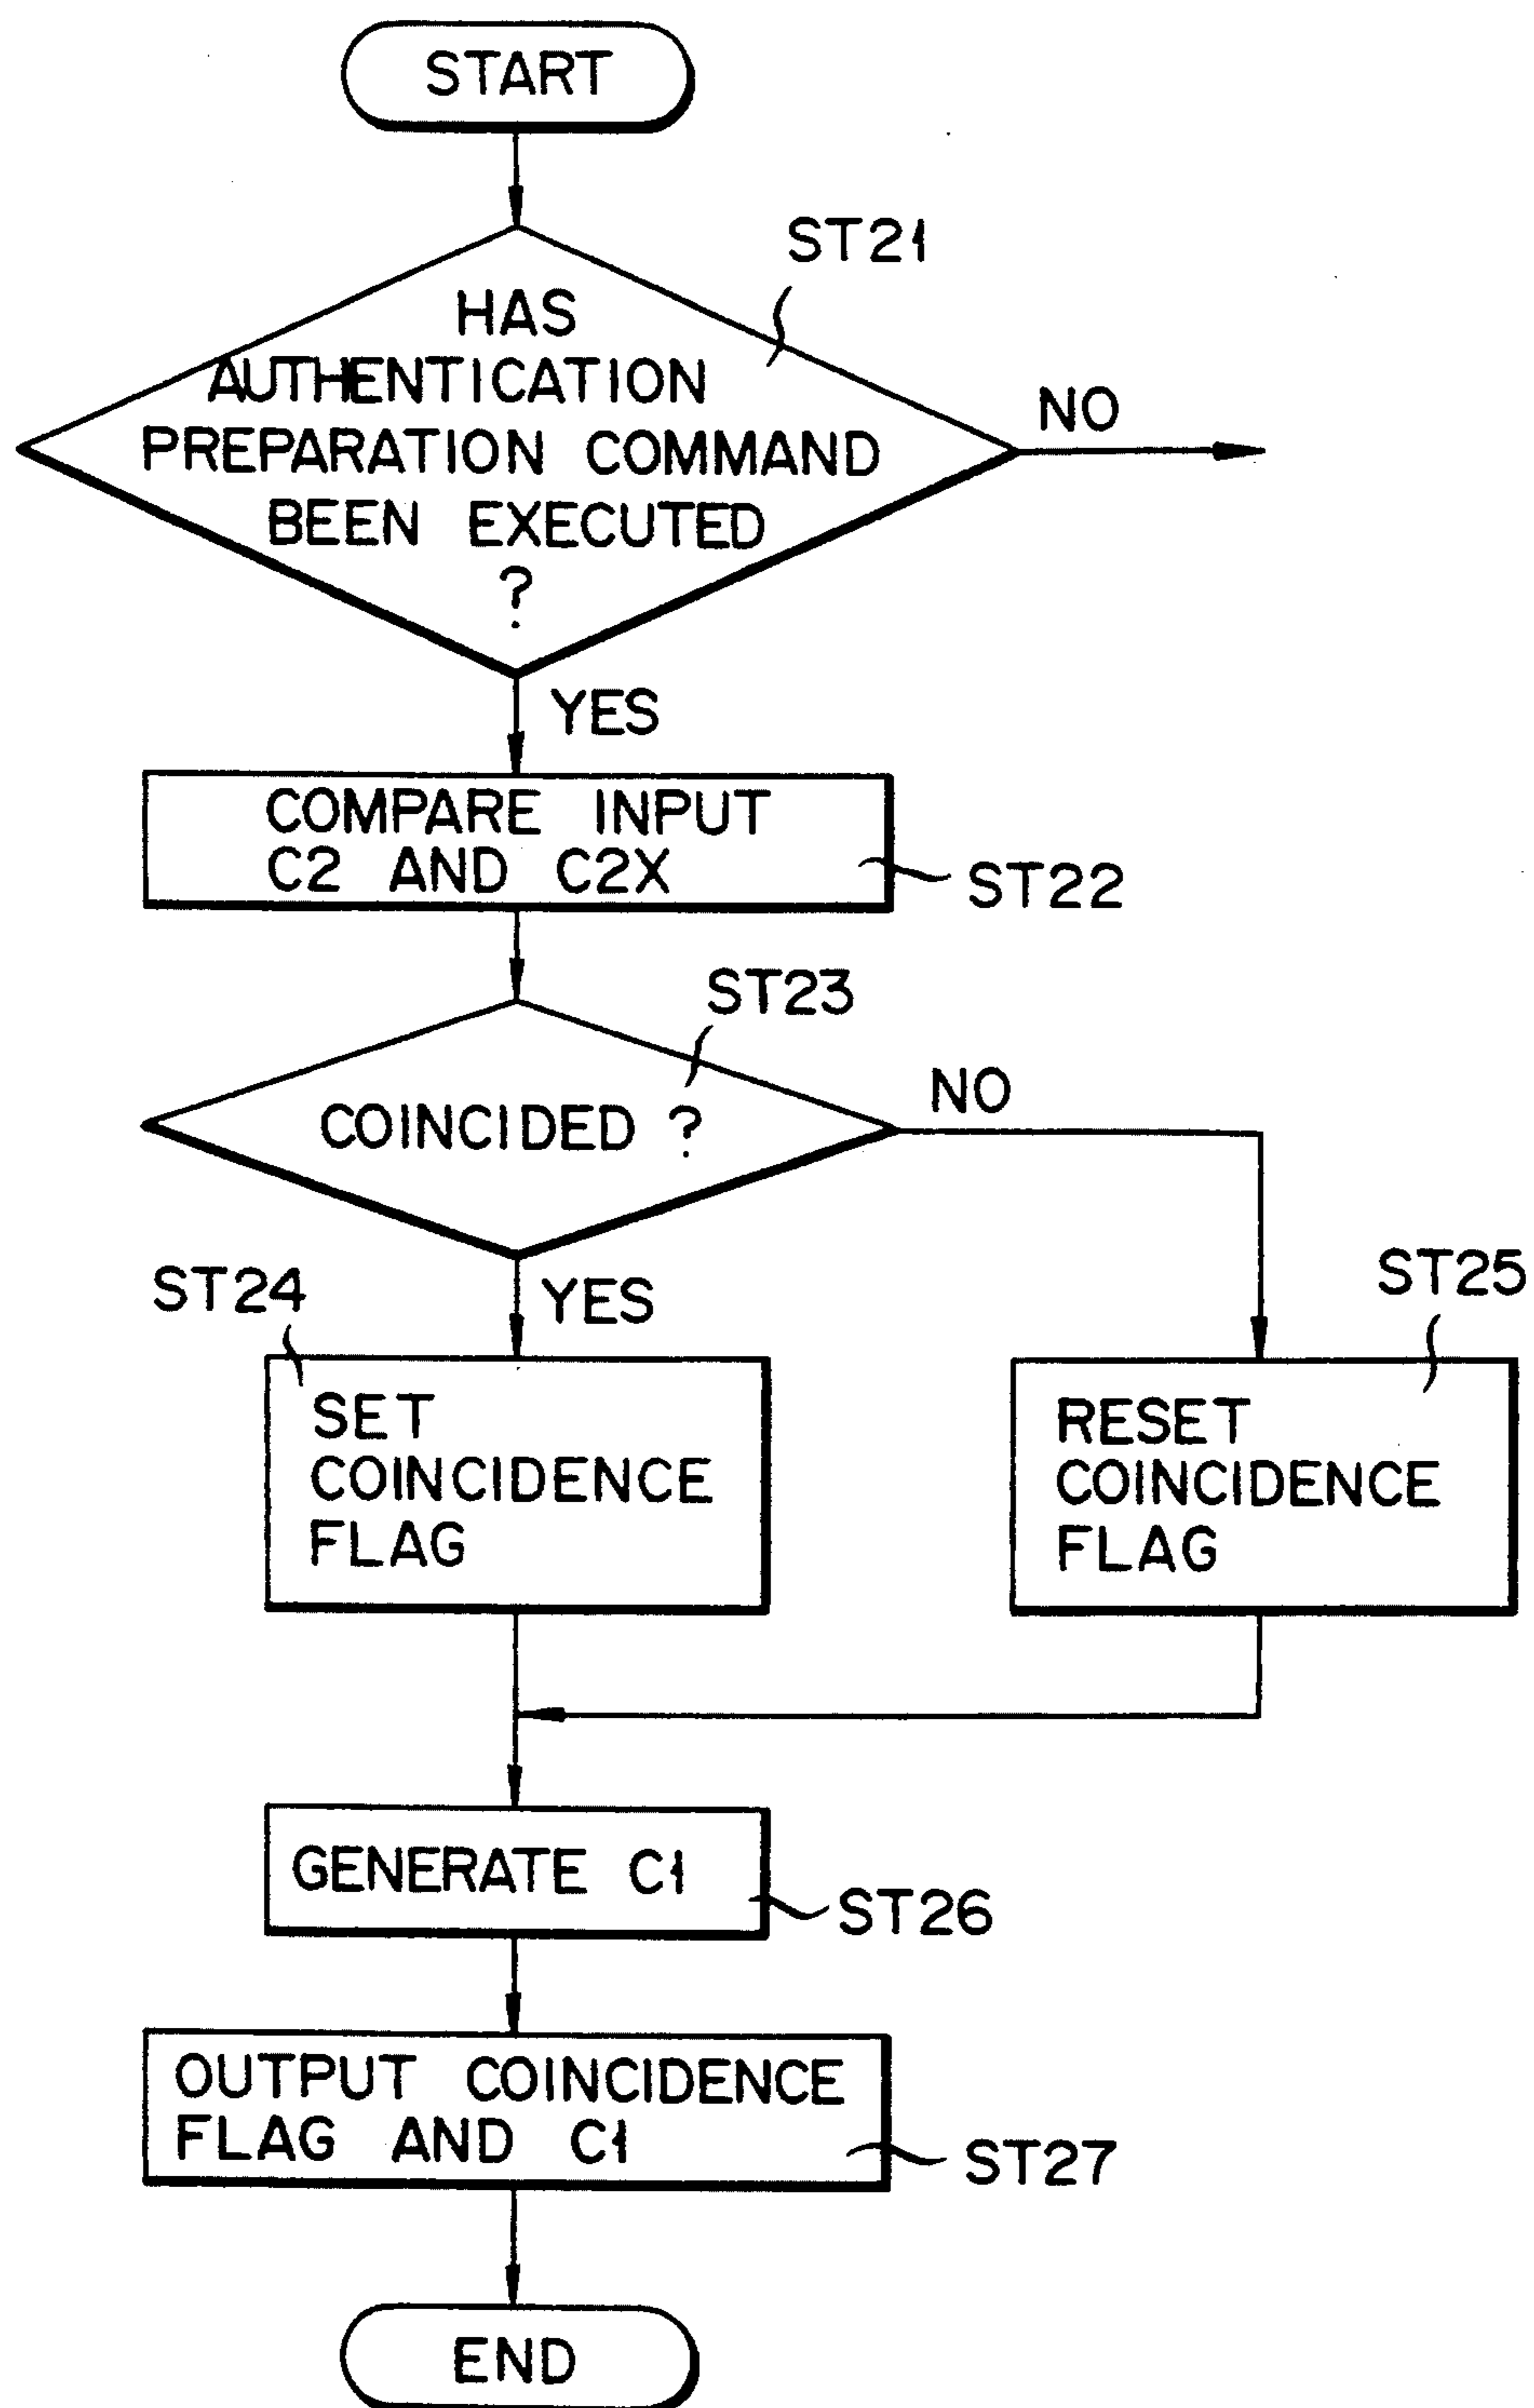 START
ST21
HAS
AUTHENTICATION
PREPARATION COMMAND
BEEN EXECUTED
?
NO
YES
COMPARE INPUT
C2 AND C2X
ST22
ST23
COINCIDED ?
NO
YES
ST24
ST25
SET
COINCIDENCE
FLAG
RESET
COINCIDENCE
FLAG
GENERATE C1
ST26
OUTPUT COINCIDENCE
FLAG AND C1
ST27
END